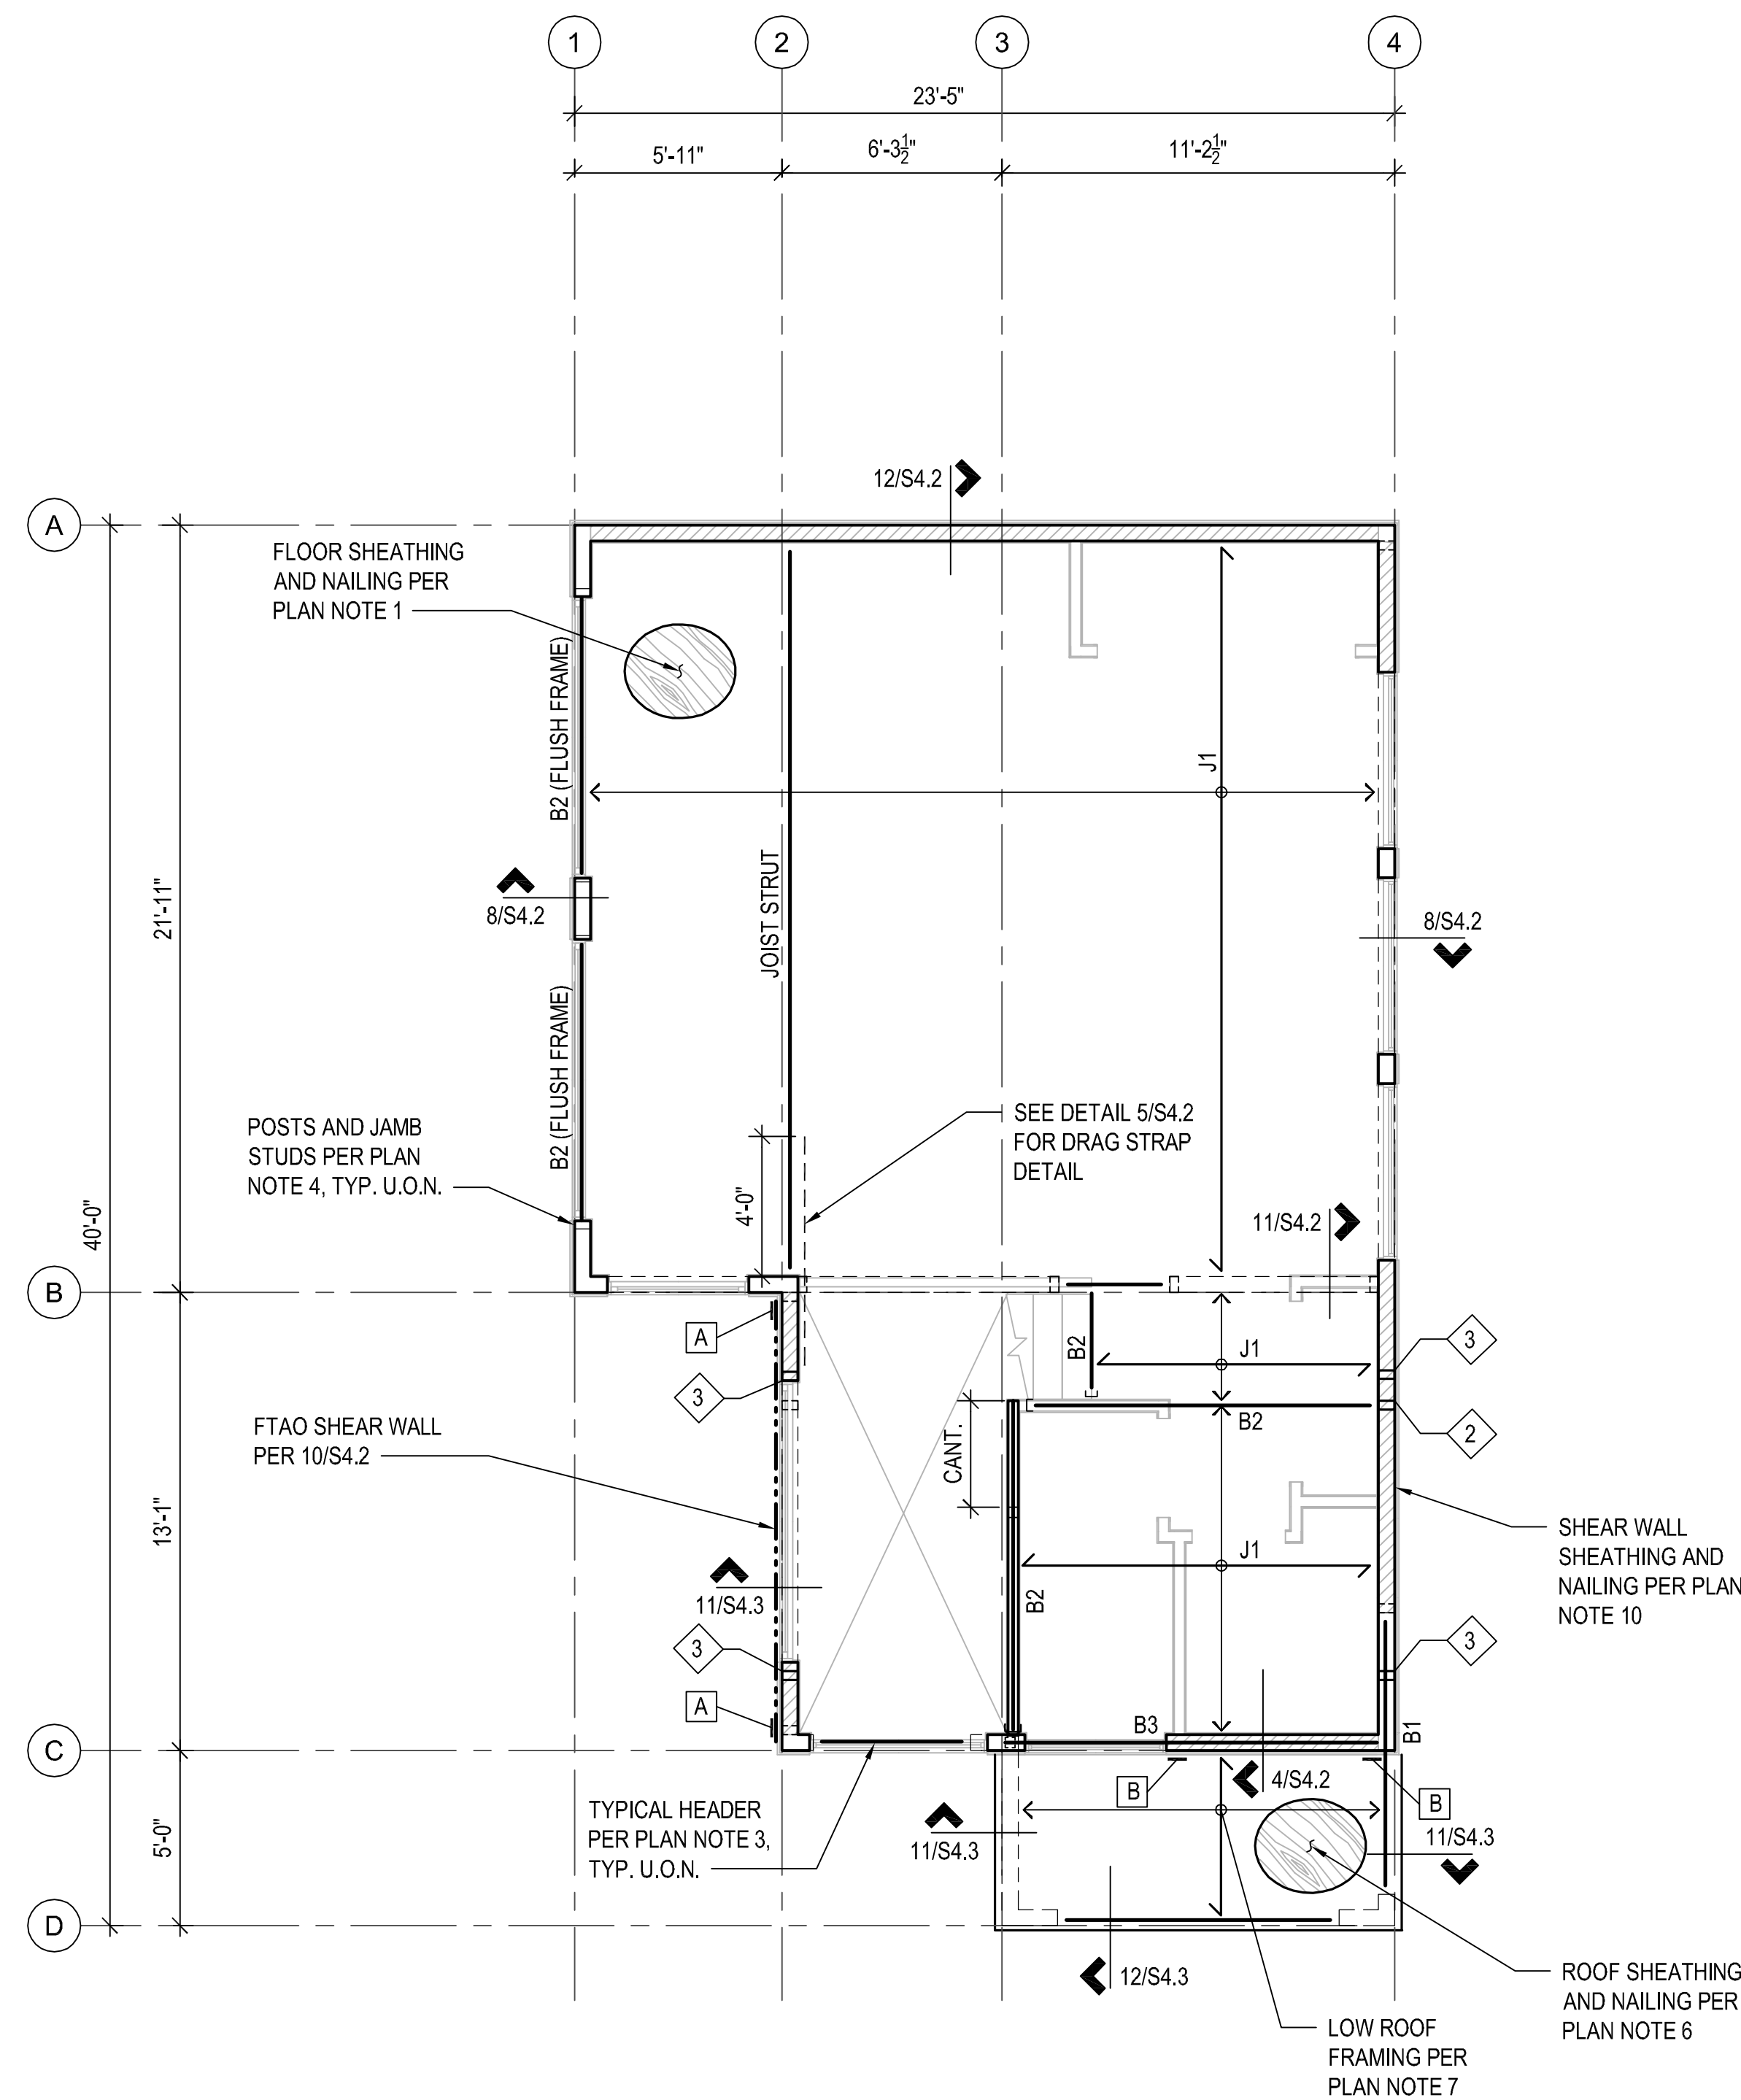 1
2
3
4
23'-5"
5'-11"
6'-3 1/2"
11'-2 1/2"
12/S4.2
A
FLOOR SHEATHING
AND NAILING PER
PLAN NOTE 1
B2 (FLUSH FRAME)
J1
JOIST STRUT
21'-11"
8/S4.2
8/S4.2
B2 (FLUSH FRAME)
POSTS AND JAMB
STUDS PER PLAN
NOTE 4, TYP. U.O.N.
SEE DETAIL 5/S4.2
FOR DRAG STRAP
DETAIL
4'-0"
40'-0"
11/S4.2
B
A
3
B2
J1
3
FTAO SHEAR WALL
PER 10/S4.2
CANT.
B2
2
13'-1"
SHEAR WALL
SHEATHING AND
NAILING PER PLAN
NOTE 10
J1
B2
11/S4.3
3
3
A
C
B3
B1
TYPICAL HEADER
PER PLAN NOTE 3,
TYP. U.O.N.
5'-0"
B
4/S4.2
B
11/S4.3
11/S4.3
D
12/S4.3
ROOF SHEATHING
AND NAILING PER
PLAN NOTE 6
LOW ROOF
FRAMING PER
PLAN NOTE 7